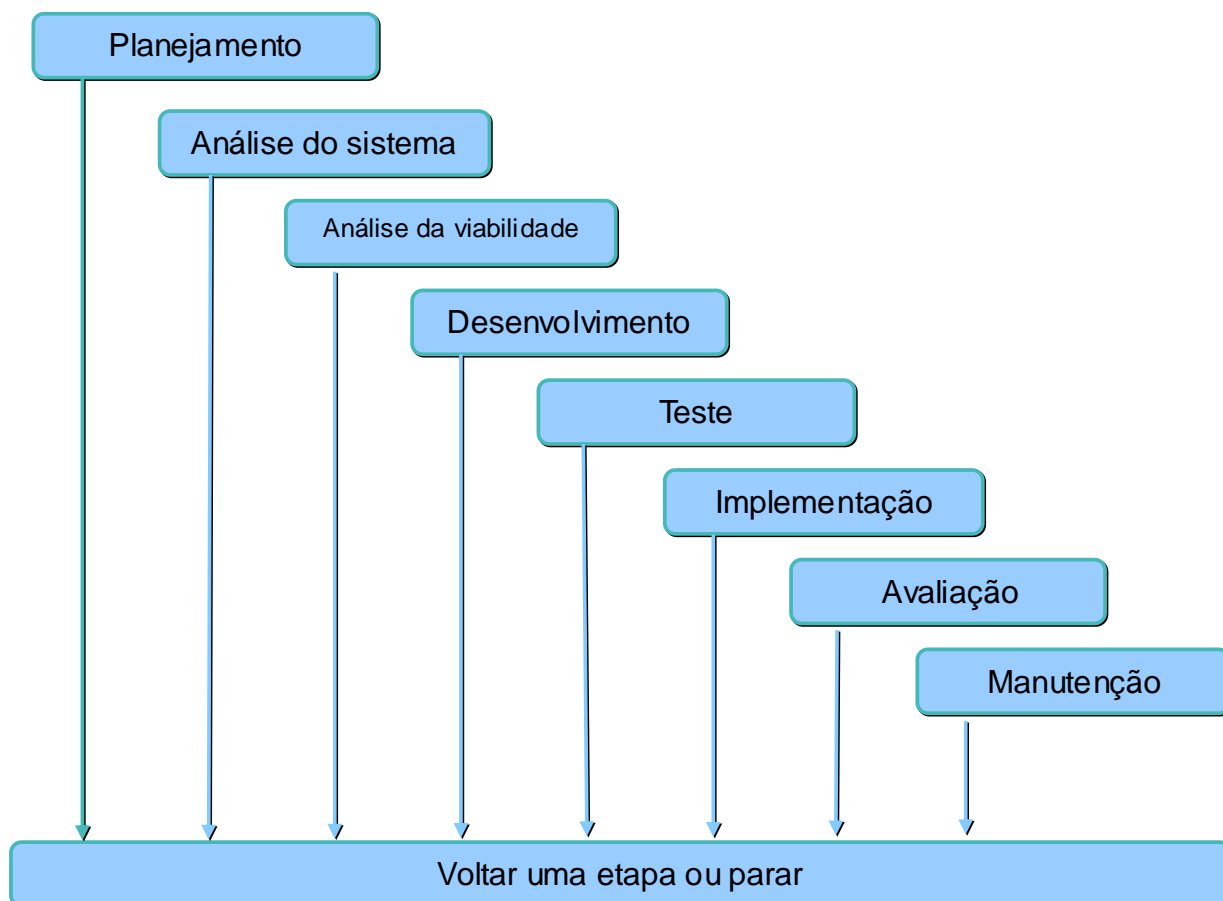 Planejamento
Análise do sistema
Análise da viabilidade
Desenvolvimento
Teste
Implementação
Avaliação
Manutenção
Voltar uma etapa ou parar